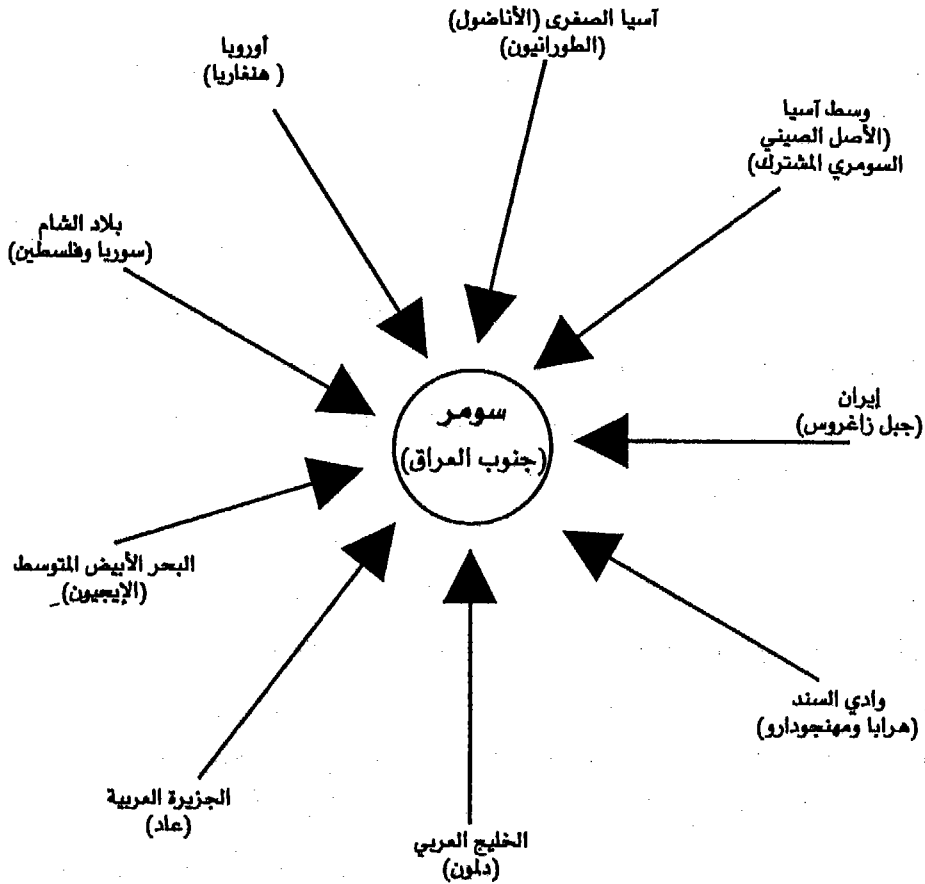 آسيا الصغرى (الأناضول)
(الطورانيون)
أوروبا
( هنغاريا)
وسط آسيا
(الأصل الصيني
السومري المشترك)
بلاد الشام
(سوريا وفلسطين)
إيران
(جبل زاغروس)
سومر
(جنوب العراق)
البحر الأبيض المتوسط
(الإيجيون)
وادي السند
(هرابا ومهنجودارو)
الجزيرة العربية
(عاد)
الخليج العربي
(دلمون)